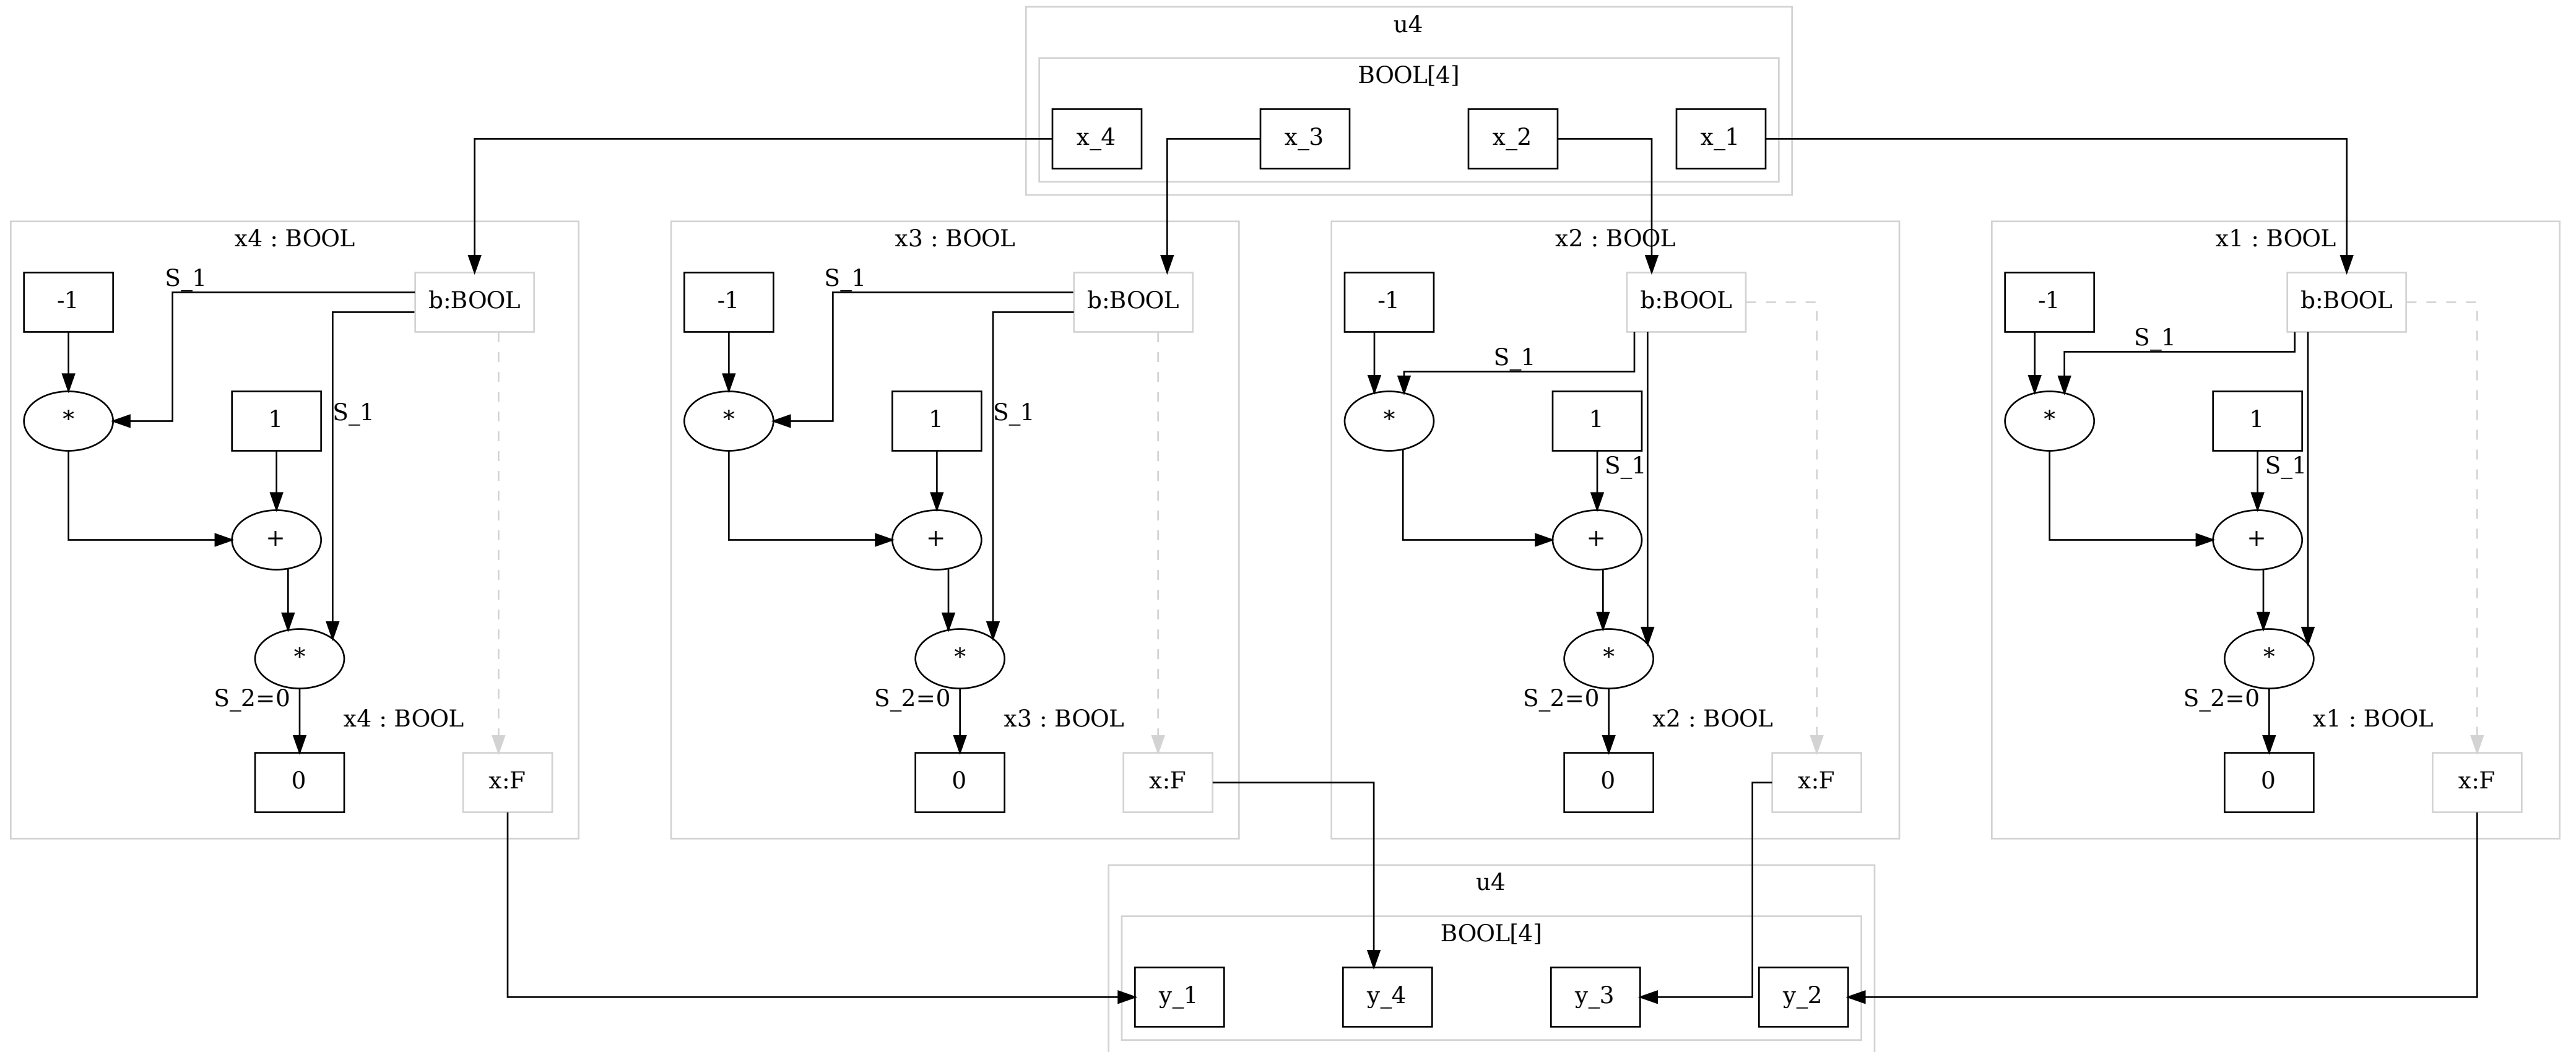 u4
BOOL[4]
x_4 x_3 x_2 x_1
x4 : BOOL x3 : BOOL x2 : BOOL x1 : BOOL
-1 S_1 b:BOOL -1 S_1 b:BOOL -1 b:BOOL -1 b:BOOL
S_1 S_1
* 1 S_1 * 1 S_1 * 1 * 1
S_1 S_1
+ + + +
* * * *
S_2=0 S_2=0 S_2=0 S_2=0
x4 : BOOL x3 : BOOL x2 : BOOL x1 : BOOL
0 x:F 0 x:F 0 x:F 0 x:F
u4
BOOL[4]
y_1 y_4 y_3 y_2